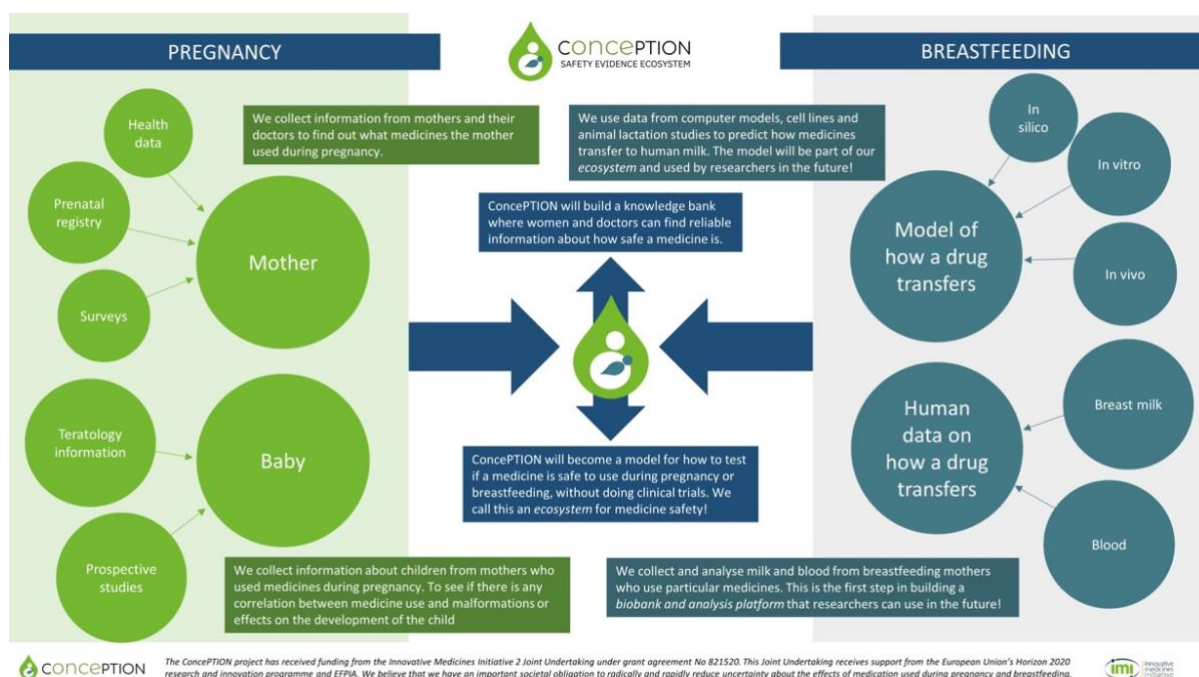 PREGNANCY
CONCEPTION
SAFETY EVIDENCE ECOSYSTEM
BREASTFEEDING
Health
data
Prenatal
registry
Surveys
Mother
We collect information from mothers and their
doctors to find out what medicines the mother
used during pregnancy.
Teratology
information
Prospective
studies
Baby
We collect information about children from mothers who
used medicines during pregnancy. To see if there is any
correlation between medicine use and malformations or
effects on the development of the child
ConcePTION will build a knowledge bank
where women and doctors can find reliable
information about how safe a medicine is.
ConcePTION will become a model for how to test
if a medicine is safe to use during pregnancy or
breastfeeding, without doing clinical trials. We
call this an ecosystem for medicine safety!
We use data from computer models, cell lines and
animal lactation studies to predict how medicines
transfer to human milk. The model will be part of our
ecosystem and used by researchers in the future!
In
silico
In vitro
In vivo
Model of
how a drug
transfers
Human
data on
how a drug
transfers
Breast milk
Blood
We collect and analyse milk and blood from breastfeeding mothers
who use particular medicines. This is the first step in building a
biobank and analysis platform that researchers can use in the future!
CONCEPTION
The ConcePTION project has received funding from the Innovative Medicines Initiative 2 Joint Undertaking under grant agreement No 821520. This Joint Undertaking receives support from the European Union's Horizon 2020
research and innovation programme and EFPIA. We believe that we have an important societal obligation to radically and rapidly reduce uncertainty about the effects of medication used during pregnancy and breastfeeding.
imi
innovative
medicines
initiative